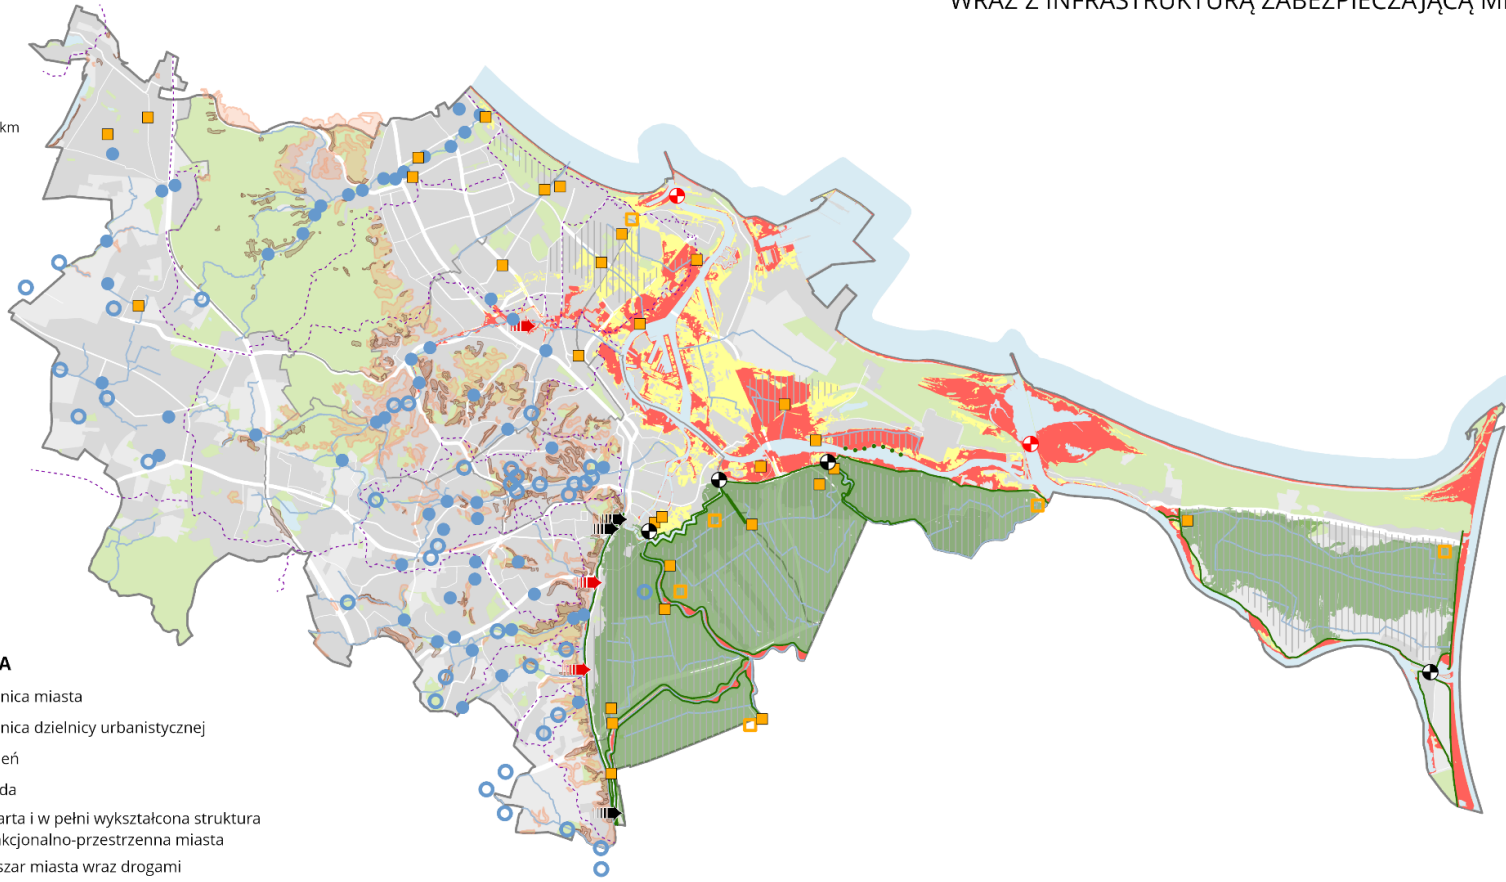 WRAZ Z INFRASTRUKTURĄ ZABEZPIECZAJĄCĄ
km
A
nica miasta
nica dzielnicy urbanistycznej
eń
da
arta i w pełni wykształcona struktura
kcjonalno-przestrzenna miasta
szar miasta wraz drogami